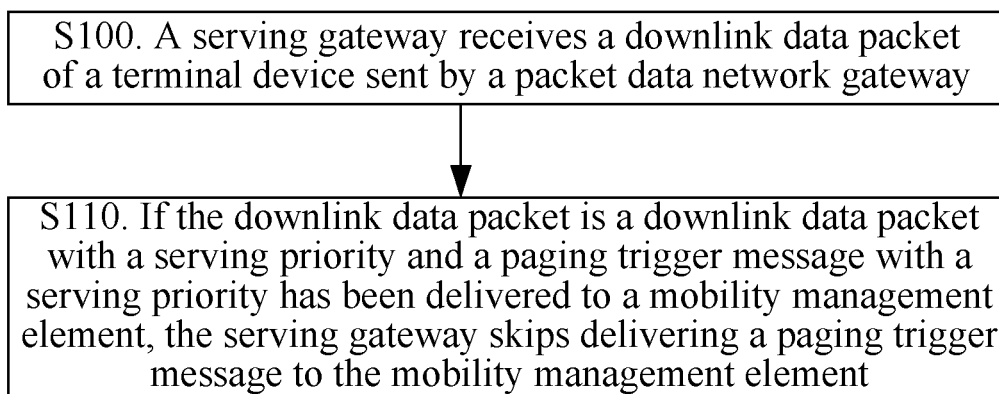 S100. A serving gateway receives a downlink data packet
of a terminal device sent by a packet data network gateway
S110. If the downlink data packet is a downlink data packet
with a serving priority and a paging trigger message with a
serving priority has been delivered to a mobility management
element, the serving gateway skips delivering a paging trigger
message to the mobility management element